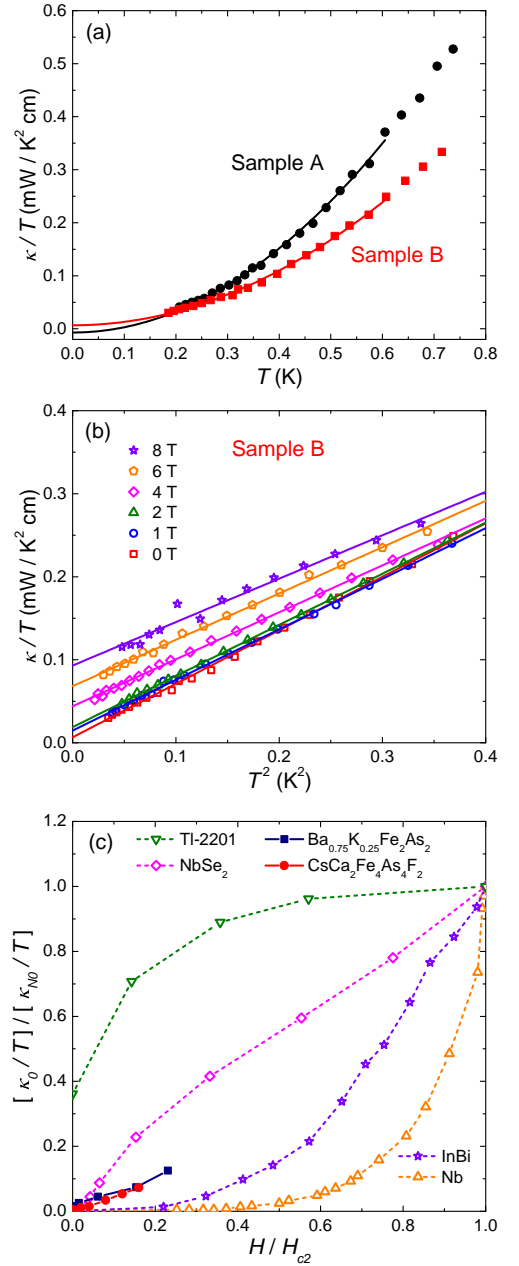 (a)
0.5
0.4
0.3
0.2
0.1
0.0
κ / T (mW / K² cm)
Sample A
Sample B
0.0 0.1 0.2 0.3 0.4 0.5 0.6 0.7 0.8
T (K)
(b)
Sample B
8 T
6 T
4 T
2 T
1 T
0 T
0.4
0.3
0.2
0.1
0.0
κ / T (mW / K² cm)
0.0 0.1 0.2 0.3 0.4
T² (K²)
(c)
Tl-2201 Ba₀.₇₅K₀.₂₅Fe₂As₂
NbSe₂ CsCa₂Fe₄As₄F₂
1.2
1.0
0.8
0.6
0.4
0.2
0.0
[ κ₀ / T ] / [ κ_N0 / T ]
InBi
Nb
0.0 0.2 0.4 0.6 0.8 1.0
H / H_c2